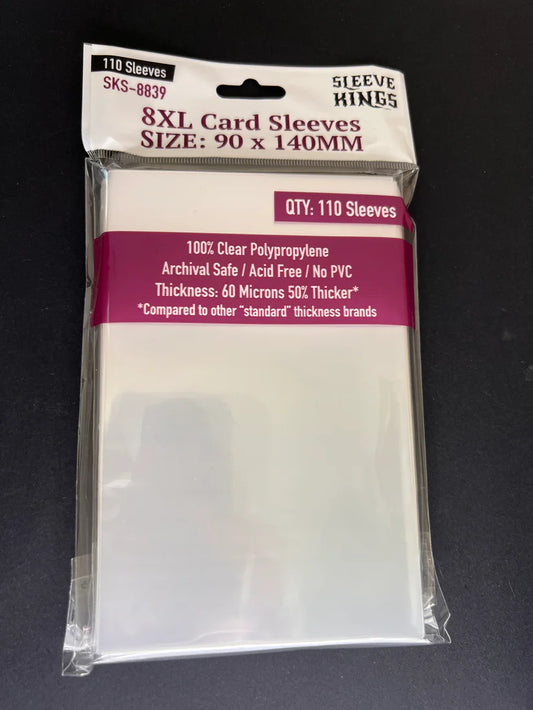 110 Sleeves
SKS-8839
SLEEVE
KINGS
8XL Card Sleeves
SIZE: 90 x 140MM
QTY: 110 Sleeves
100% Clear Polypropylene
Archival Safe / Acid Free / No PVC
Thickness: 60 Microns 50% Thicker*
*Compared to other "standard" thickness brands